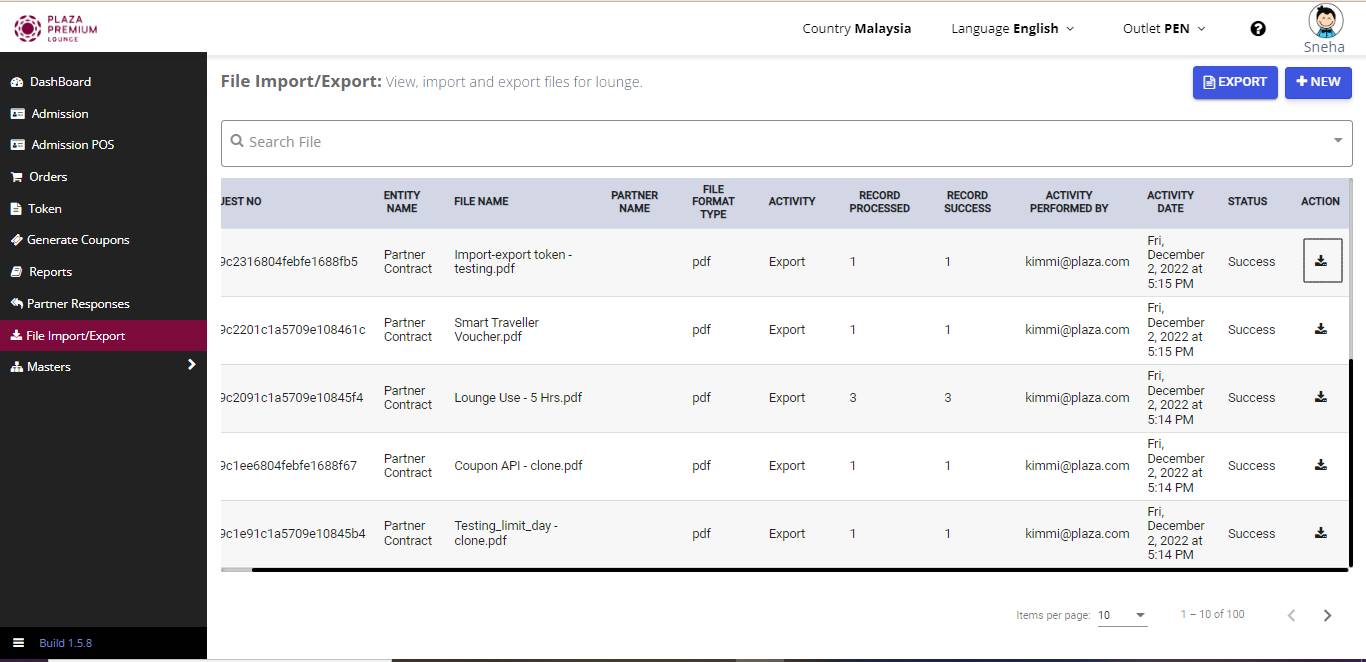 PLAZA
PREMIUM
LOUNGE
Country Malaysia
Language English
Outlet PEN
Sneha
DashBoard
Admission
Admission POS
Orders
Token
Generate Coupons
Reports
Partner Responses
File Import/Export
Masters
Build 1.5.8
File Import/Export: View, import and export files for lounge.
EXPORT
+ NEW
Search File
UEST NO
ENTITY
NAME
FILE NAME
PARTNER
NAME
FILE
FORMAT
TYPE
ACTIVITY
RECORD
PROCESSED
RECORD
SUCCESS
ACTIVITY
PERFORMED BY
ACTIVITY
DATE
STATUS
ACTION
9c2316804febfe1688fb5
Partner
Contract
Import-export token -
testing.pdf
pdf
Export
1
1
kimmi@plaza.com
Fri,
December
2, 2022 at
5:15 PM
Success
9c2201c1a5709e108461c
Partner
Contract
Smart Traveller
Voucher.pdf
pdf
Export
1
1
kimmi@plaza.com
Fri,
December
2, 2022 at
5:15 PM
Success
9c2091c1a5709e10845f4
Partner
Contract
Lounge Use - 5 Hrs.pdf
pdf
Export
3
3
kimmi@plaza.com
Fri,
December
2, 2022 at
5:14 PM
Success
9c1ee6804febfe1688f67
Partner
Contract
Coupon API - clone.pdf
pdf
Export
1
1
kimmi@plaza.com
Fri,
December
2, 2022 at
5:14 PM
Success
9c1e91c1a5709e10845b4
Partner
Contract
Testing_limit_day -
clone.pdf
pdf
Export
1
1
kimmi@plaza.com
Fri,
December
2, 2022 at
5:14 PM
Success
Items per page: 10
1 – 10 of 100